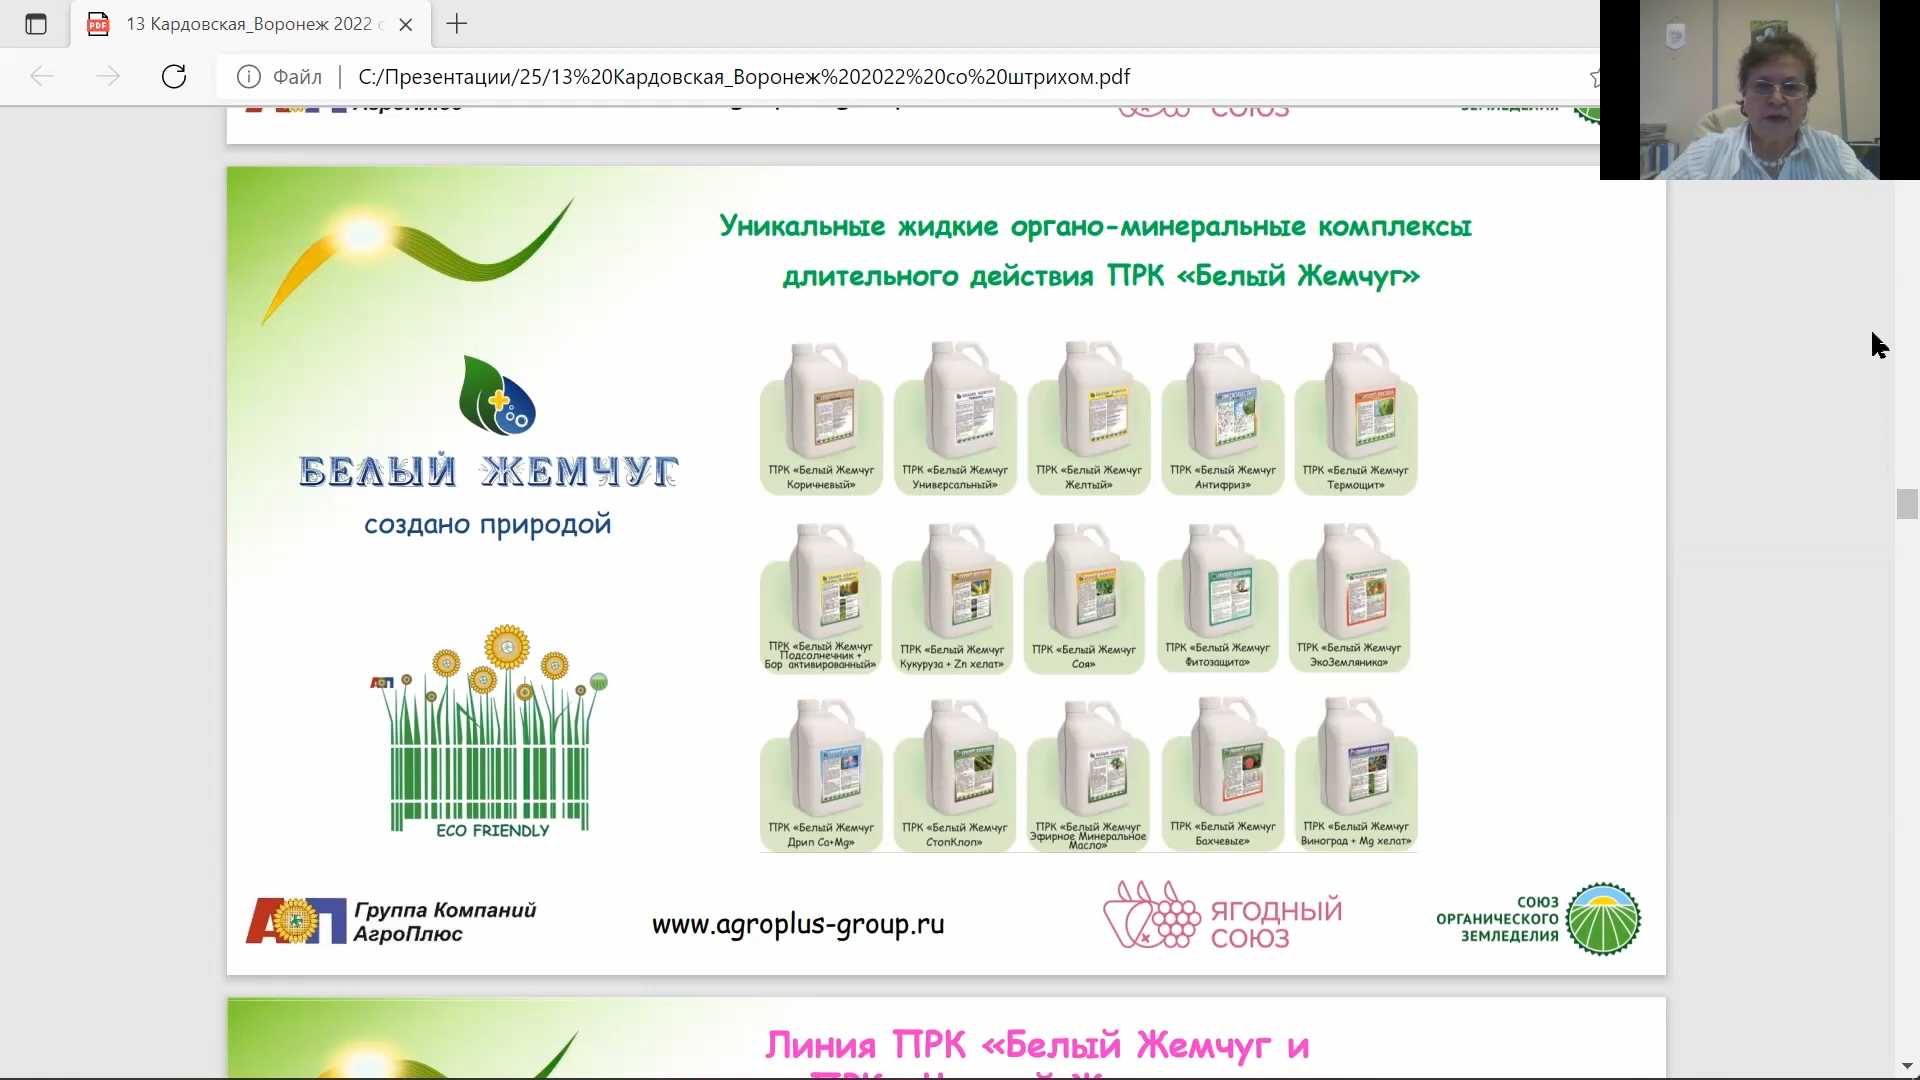 13 Кардовская_Воронеж 2022 с
Файл
C:/Презентации/25/13%20Кардовская_Воронеж%202022%20со%20штрихом.pdf
СОЮЗ
ЗЕМЛЕДЕЛИЯ
Уникальные жидкие органо-минеральные комплексы
длительного действия ПРК «Белый Жемчуг»
БЕЛЫЙ ЖЕМЧУГ
создано природой
ПРК «Белый Жемчуг
Коричневый»
ПРК «Белый Жемчуг
Универсальный»
ПРК «Белый Жемчуг
Желтый»
ПРК «Белый Жемчуг
Антифриз»
ПРК «Белый Жемчуг
Термощит»
ПРК «Белый Жемчуг
Подсолнечник +
Бор активированный»
ПРК «Белый Жемчуг
Кукуруза + Zn хелат»
ПРК «Белый Жемчуг
Соя»
ПРК «Белый Жемчуг
Фитозащита»
ПРК «Белый Жемчуг
ЭкоЗемляника»
ПРК «Белый Жемчуг
Дрип Ca+Mg»
ПРК «Белый Жемчуг
СтопКлоп»
ПРК «Белый Жемчуг
Эфирное Минеральное
Масло»
ПРК «Белый Жемчуг
Бахчевые»
ПРК «Белый Жемчуг
Виноград + Mg хелат»
ECO FRIENDLY
АП
Группа Компаний
АгроПлюс
www.agroplus-group.ru
ЯГОДНЫЙ
СОЮЗ
СОЮЗ
ОРГАНИЧЕСКОГО
ЗЕМЛЕДЕЛИЯ
Линия ПРК «Белый Жемчуг и